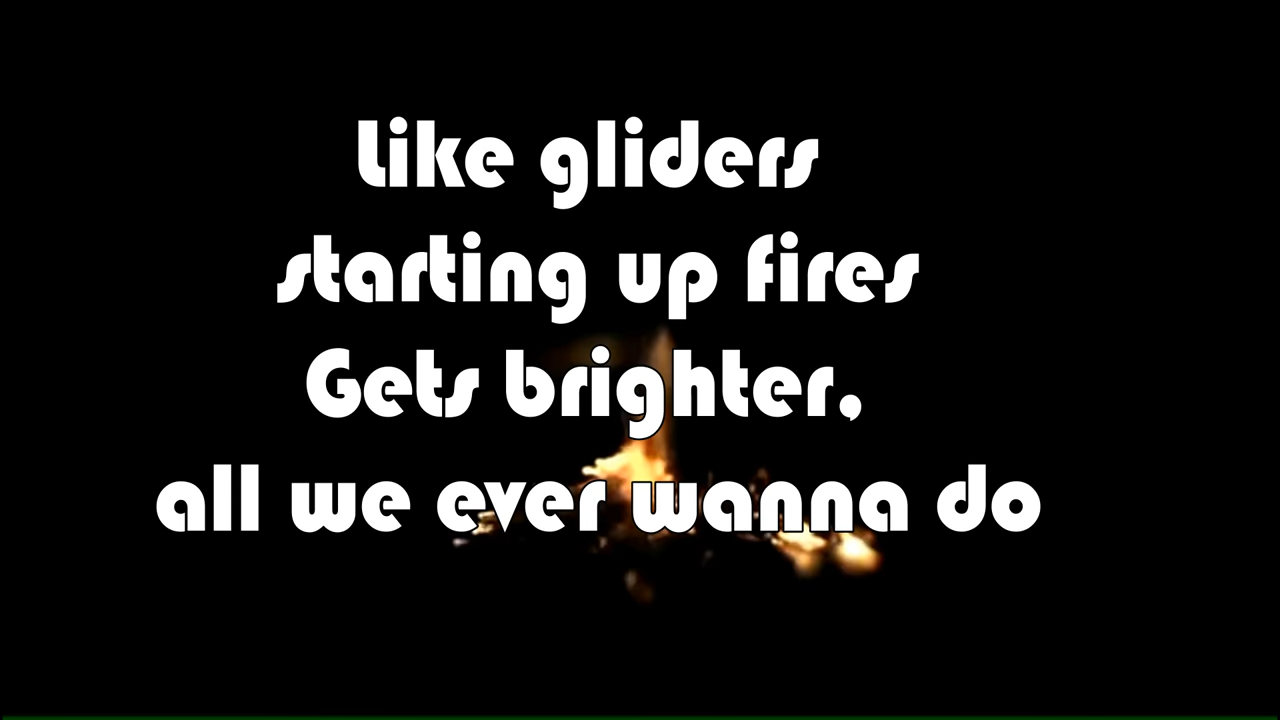 Like gliders
starting up fires
Gets brighter,
all we ever wanna do